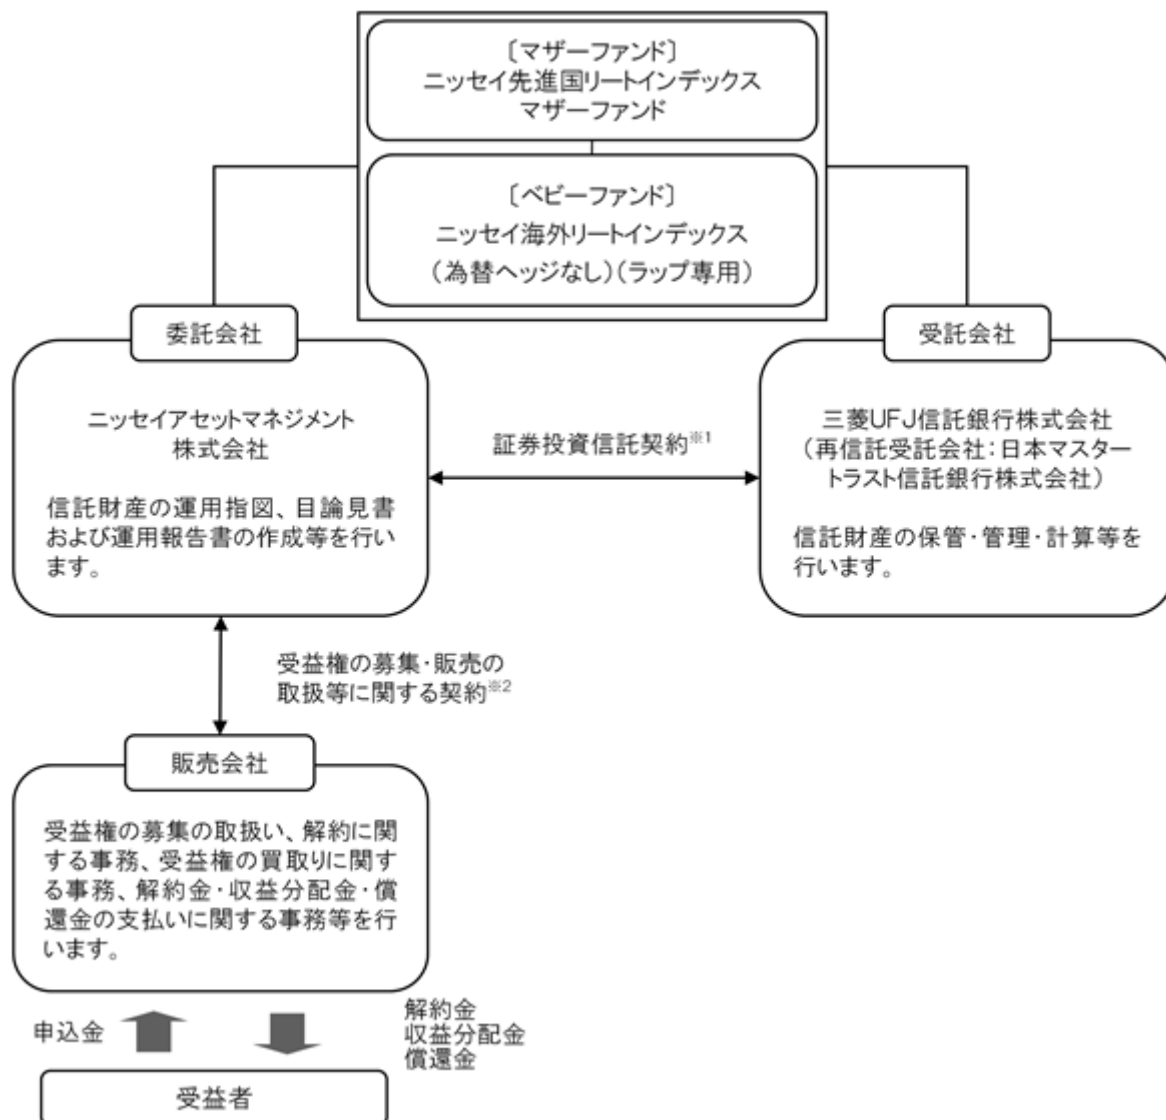 〔マザーファンド〕
ニッセイ先進国リートインデックス
マザーファンド
〔ベビーファンド〕
ニッセイ海外リートインデックス
(為替ヘッジなし)(ラップ専用)
委託会社
ニッセイアセットマネジメント
株式会社
信託財産の運用指図、目論見書
および運用報告書の作成等を行い
ます。
証券投資信託契約※1
受託会社
三菱UFJ信託銀行株式会社
(再信託受託会社:日本マスター
トラスト信託銀行株式会社)
信託財産の保管・管理・計算等を
行います。
受益権の募集・販売の
取扱等に関する契約※2
販売会社
受益権の募集の取扱い、解約に関
する事務、受益権の買取りに関す
る事務、解約金・収益分配金・償
還金の支払いに関する事務等を行
います。
申込金
解約金
収益分配金
償還金
受益者